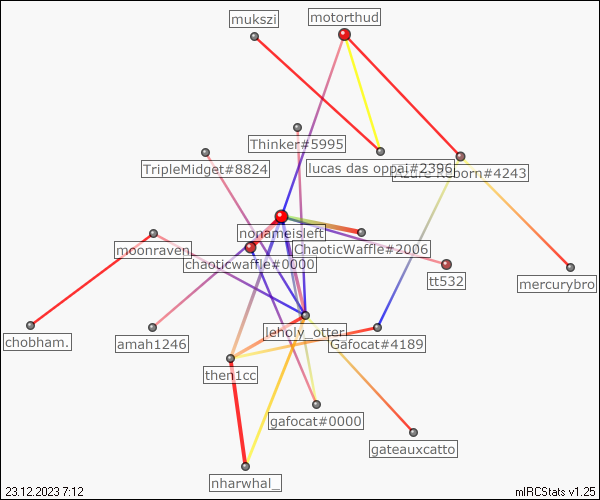 mukszi
motorthud
Thinker#5995
TripleMidget#8824
lucas das oppai#2396
Azure Reborn#4243
nonameisleft
moonraven
ChaoticWaffle#2006
chaoticwaffle#0000
tt532
mercurybro
chobham.
amah1246
leholy_otter
Gafocat#4189
then1cc
gafocat#0000
gateauxcatto
nharwhal_
23.12.2023 7:12
mIRCStats v1.25